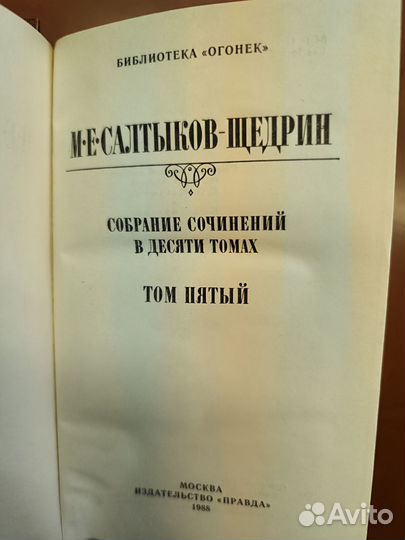 БИБЛИОТЕКА «ОГОНЕК»
М·Е·САЛТЫКОВ-ЩЕДРИН
СОБРАНИЕ СОЧИНЕНИЙ
В ДЕСЯТИ ТОМАХ
ТОМ ПЯТЫЙ
МОСКВА
ИЗДАТЕЛЬСТВО «ПРАВДА»
1988
Avito